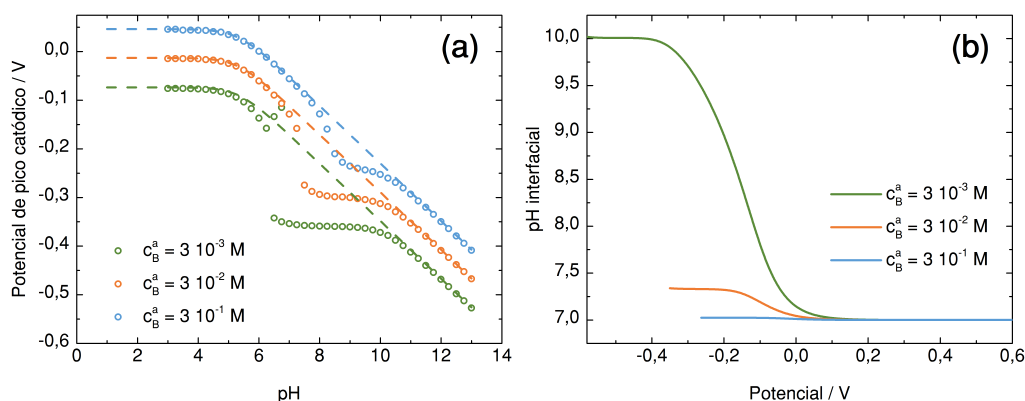 (a)
Potencial de pico catódico / V
0,0
-0,1
-0,2
-0,3
-0,4
-0,5
-0,6
c_B^a = 3 10^-3 M
c_B^a = 3 10^-2 M
c_B^a = 3 10^-1 M
0 2 4 6 8 10 12 14
pH
(b)
pH interfacial
10,0
9,5
9,0
8,5
8,0
7,5
7,0
c_B^a = 3 10^-3 M
c_B^a = 3 10^-2 M
c_B^a = 3 10^-1 M
-0,4 -0,2 0,0 0,2 0,4 0,6
Potencial / V